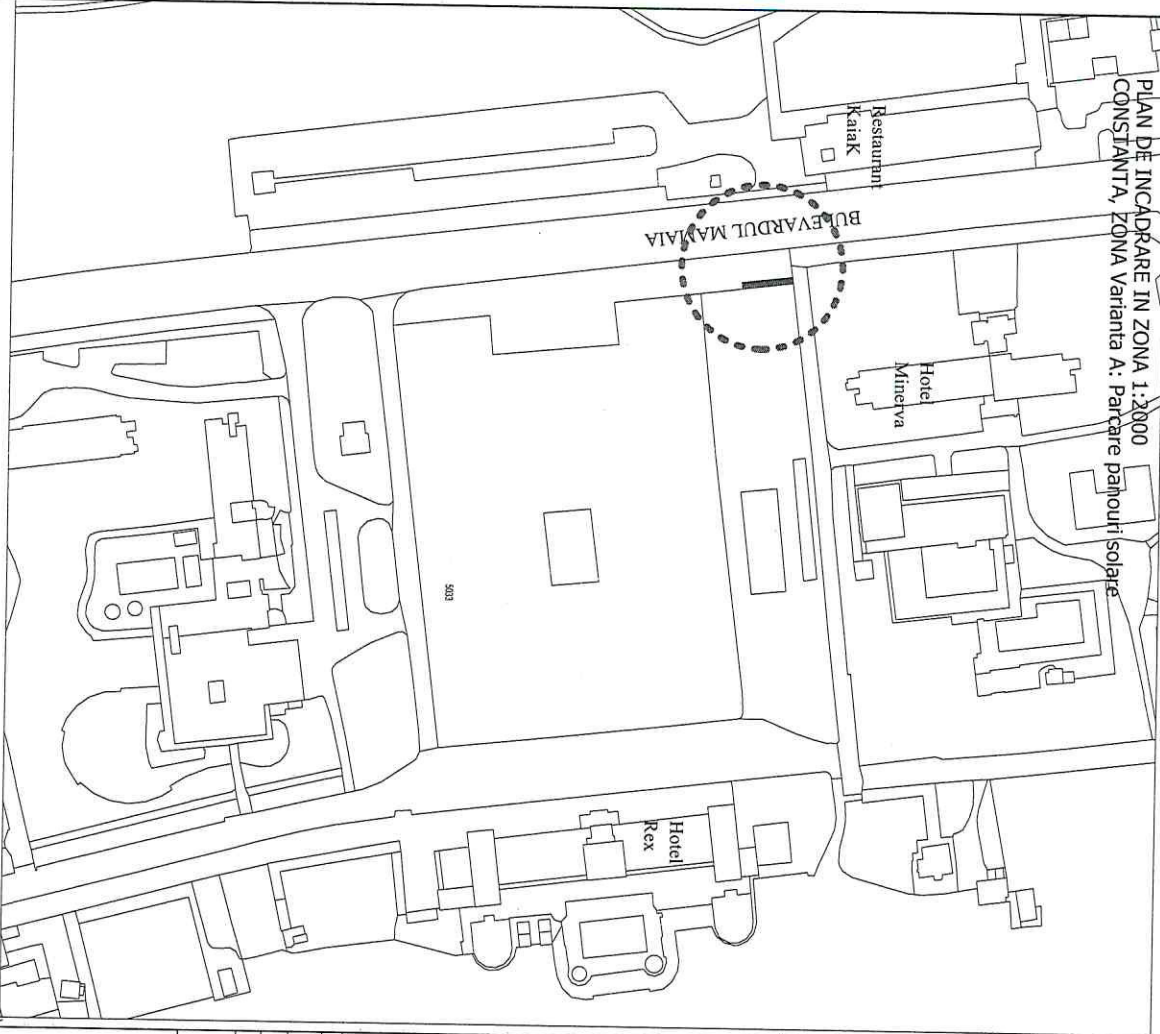 PLAN DE INCADRARE IN ZONA 1:2000
CONSTANTA, ZONA Varianta A: Parcare panouri solare
Restaurant
KaiaK
BULEVARDUL MAMAIA
Hotel
Minerva
5033
Hotel
Rex